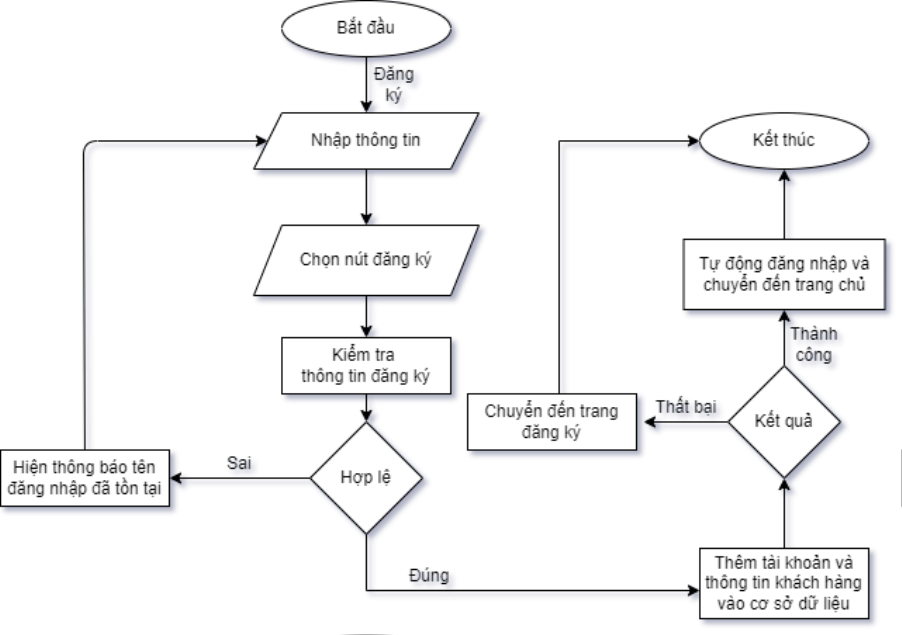 Bắt đầu
Đăng
ký
Nhập thông tin
Chọn nút đăng ký
Kiểm tra
thông tin đăng ký
Hợp lệ
Sai
Hiện thông báo tên
đăng nhập đã tồn tại
Đúng
Thêm tài khoản và
thông tin khách hàng
vào cơ sở dữ liệu
Kết quả
Thất bại
Chuyển đến trang
đăng ký
Thành
công
Tự động đăng nhập và
chuyển đến trang chủ
Kết thúc